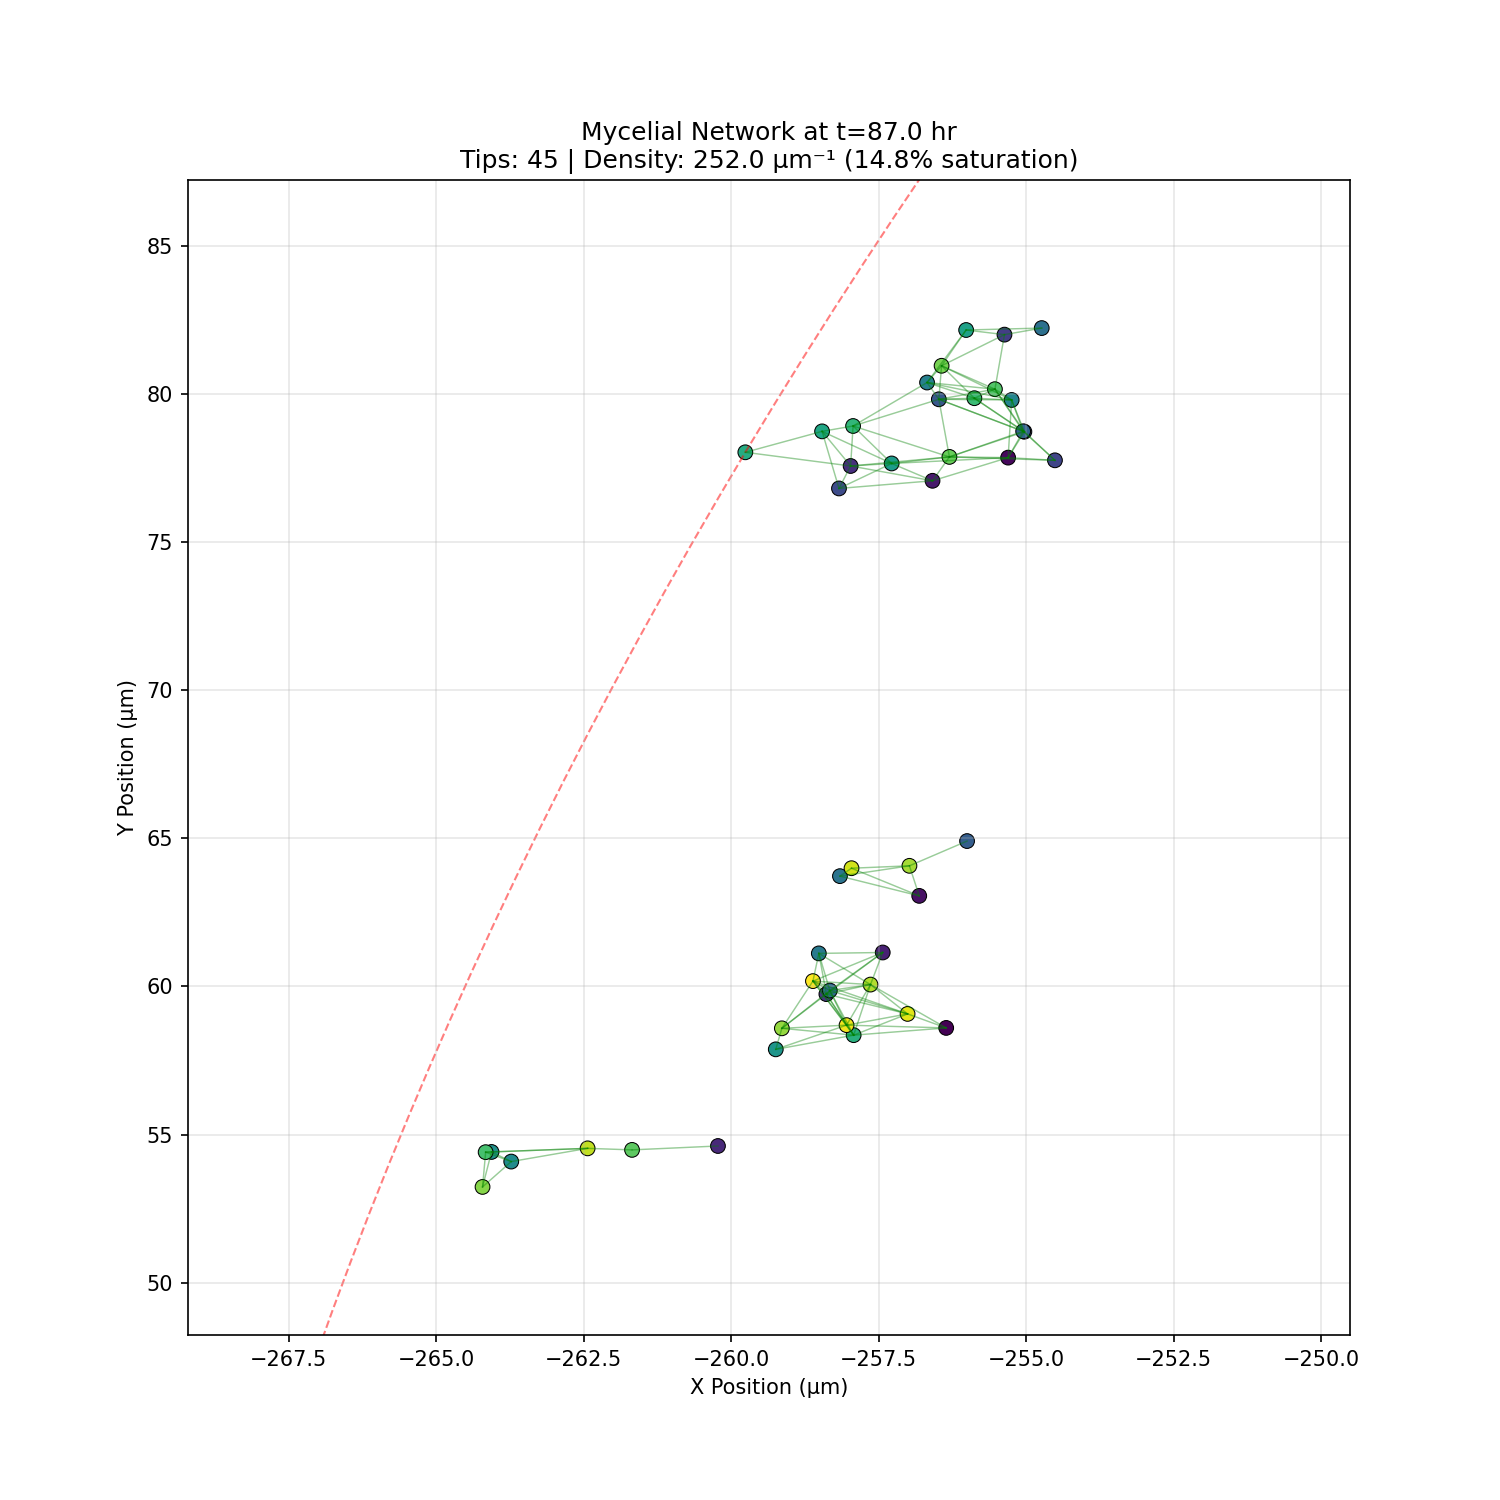 Mycelial Network at t=87.0 hr
Tips: 45 | Density: 252.0 μm⁻¹ (14.8% saturation)
85
80
75
70
65
60
55
50
Y Position (μm)
−267.5 −265.0 −262.5 −260.0 −257.5 −255.0 −252.5 −250.0
X Position (μm)